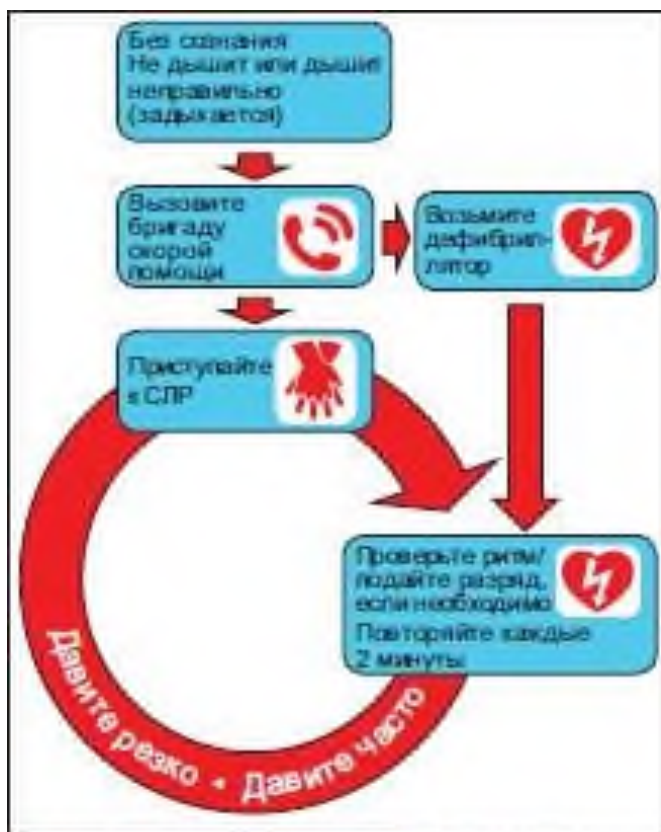 Без сознания
Не дышит или дышит
неправильно
(задыхается)
Вызовите
бригаду
скорой
помощи
Возьмите
дефибрил-
лятор
Приступайте
к СЛР
Проверьте ритм/
подайте разряд,
если необходимо
Повторяйте каждые
2 минуты
Давите резко • Давите часто